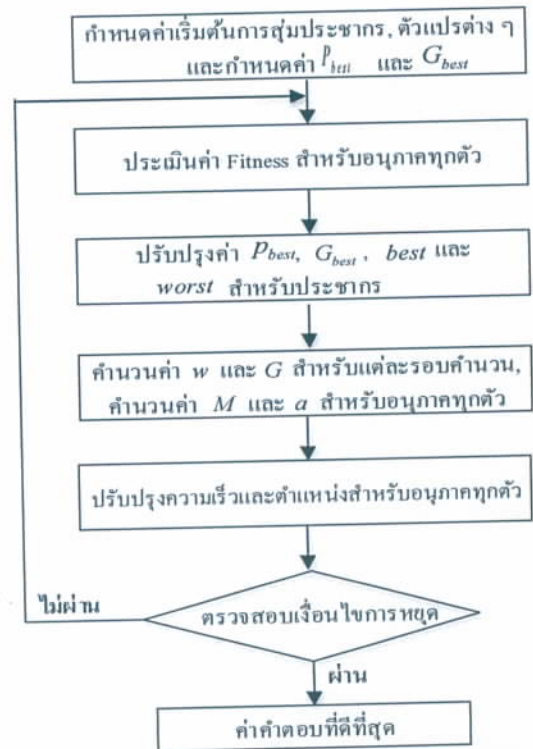 กำหนดค่าเริ่มต้นการสุ่มประชากร, ตัวแปรต่าง ๆ
และกำหนดค่า P_best และ G_best
ประเมินค่า Fitness สำหรับอนุภาคทุกตัว
ปรับปรุงค่า P_best, G_best, best และ
worst สำหรับประชากร
คำนวนค่า w และ G สำหรับแต่ละรอบคำนวน,
คำนวนค่า M และ a สำหรับอนุภาคทุกตัว
ปรับปรุงความเร็วและตำแหน่งสำหรับอนุภาคทุกตัว
ตรวจสอบเงื่อนไขการหยุด
ไม่ผ่าน
ผ่าน
ค่าคำตอบที่ดีที่สุด